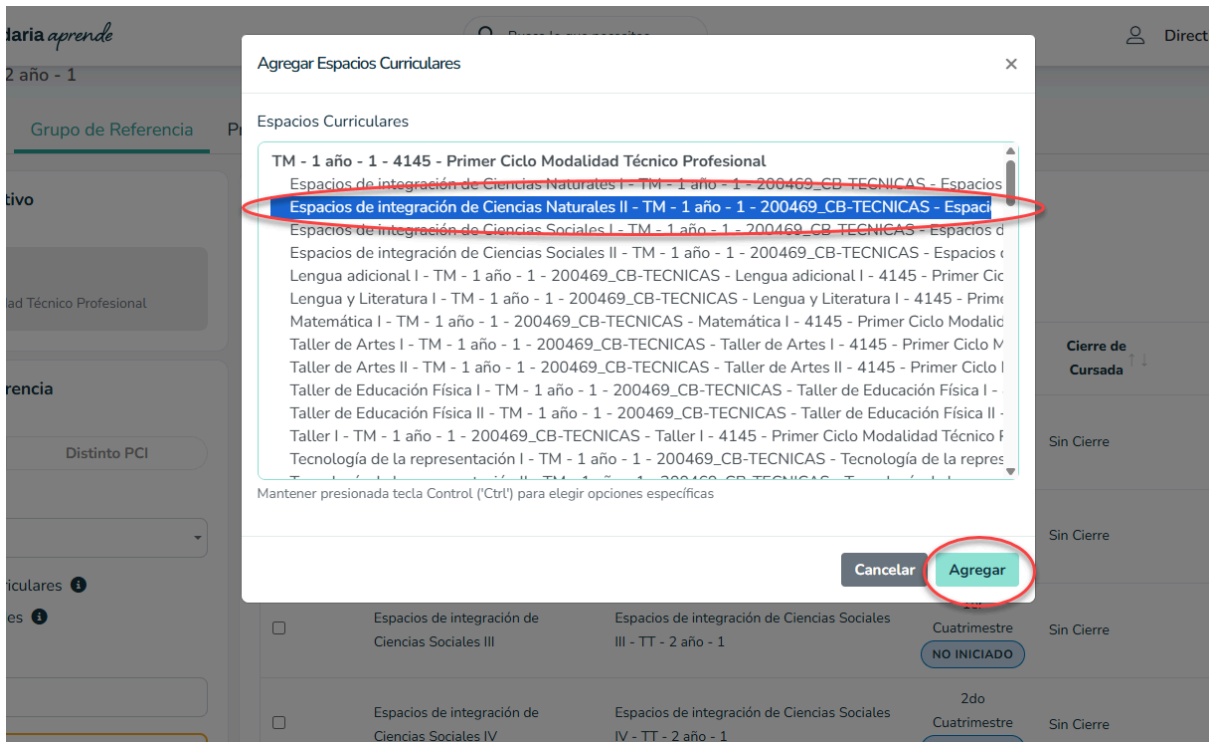 daria aprende
Busca lo que necesitas
Direct
2 año - 1
Grupo de Referencia
Agregar Espacios Curriculares
Espacios Curriculares
TM - 1 año - 1 - 4145 - Primer Ciclo Modalidad Técnico Profesional
Espacios de integración de Ciencias Naturales I - TM - 1 año - 1 - 200469_CB-TECNICAS - Espacios
Espacios de integración de Ciencias Naturales II - TM - 1 año - 1 - 200469_CB-TECNICAS - Espaci
Espacios de integración de Ciencias Sociales I - TM - 1 año - 1 - 200469_CB-TECNICAS - Espacios d
Espacios de integración de Ciencias Sociales II - TM - 1 año - 1 - 200469_CB-TECNICAS - Espacios
Lengua adicional I - TM - 1 año - 1 - 200469_CB-TECNICAS - Lengua adicional I - 4145 - Primer Cic
Lengua y Literatura I - TM - 1 año - 1 - 200469_CB-TECNICAS - Lengua y Literatura I - 4145 - Prime
Matemática I - TM - 1 año - 1 - 200469_CB-TECNICAS - Matemática I - 4145 - Primer Ciclo Modalid
Taller de Artes I - TM - 1 año - 1 - 200469_CB-TECNICAS - Taller de Artes I - 4145 - Primer Ciclo M
Taller de Artes II - TM - 1 año - 1 - 200469_CB-TECNICAS - Taller de Artes II - 4145 - Primer Ciclo
Taller de Educación Física I - TM - 1 año - 1 - 200469_CB-TECNICAS - Taller de Educación Física I -
Taller de Educación Física II - TM - 1 año - 1 - 200469_CB-TECNICAS - Taller de Educación Física II -
Taller I - TM - 1 año - 1 - 200469_CB-TECNICAS - Taller I - 4145 - Primer Ciclo Modalidad Técnico
Tecnología de la representación I - TM - 1 año - 1 - 200469_CB-TECNICAS - Tecnología de la repres
Mantener presionada tecla Control ('Ctrl') para elegir opciones específicas
Cancelar
Agregar
tivo
ad Técnico Profesional
rencia
Distinto PCI
riculares
es
Cierre de
Cursada
Sin Cierre
Sin Cierre
Espacios de integración de
Ciencias Sociales III
Espacios de integración de Ciencias Sociales
III - TT - 2 año - 1
Cuatrimestre
NO INICIADO
Sin Cierre
Espacios de integración de
Ciencias Sociales IV
Espacios de integración de Ciencias Sociales
IV - TT - 2 año - 1
2do
Cuatrimestre
Sin Cierre